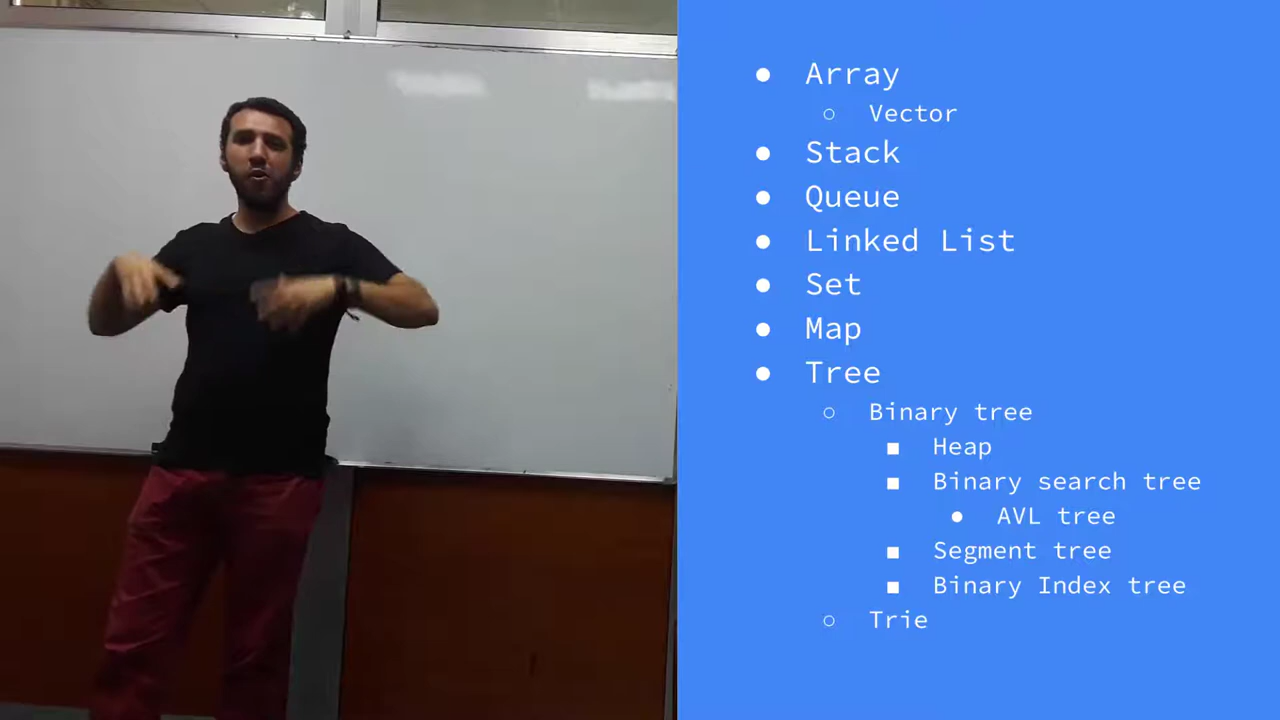 Array
Vector
Stack
Queue
Linked List
Set
Map
Tree
Binary tree
Heap
Binary search tree
AVL tree
Segment tree
Binary Index tree
Trie